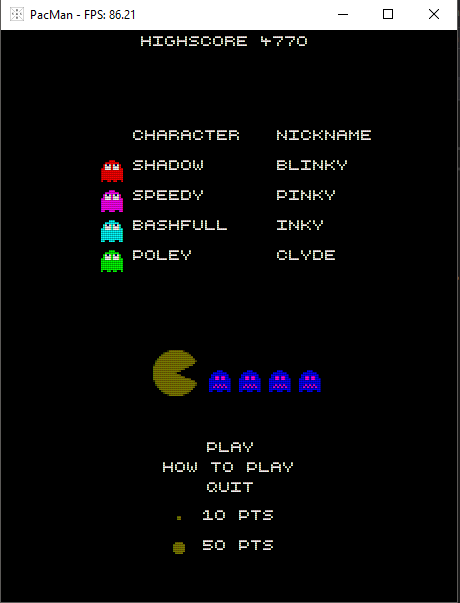 PacMan - FPS: 86.21
HIGHSCORE 4770
CHARACTER NICKNAME
SHADOW BLINKY
SPEEDY PINKY
BASHFULL INKY
POLEY CLYDE
PLAY
HOW TO PLAY
QUIT
10 PTS
50 PTS